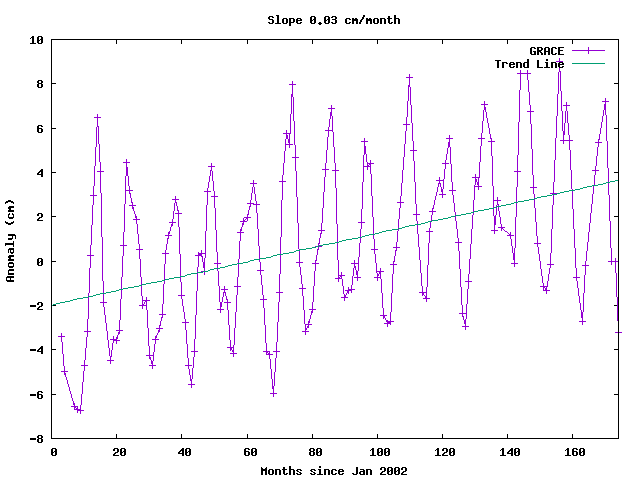 Slope 0.03 cm/month
GRACE
Trend Line
10
8
6
4
2
0
-2
-4
-6
-8
Anomaly (cm)
0 20 40 60 80 100 120 140 160
Months since Jan 2002